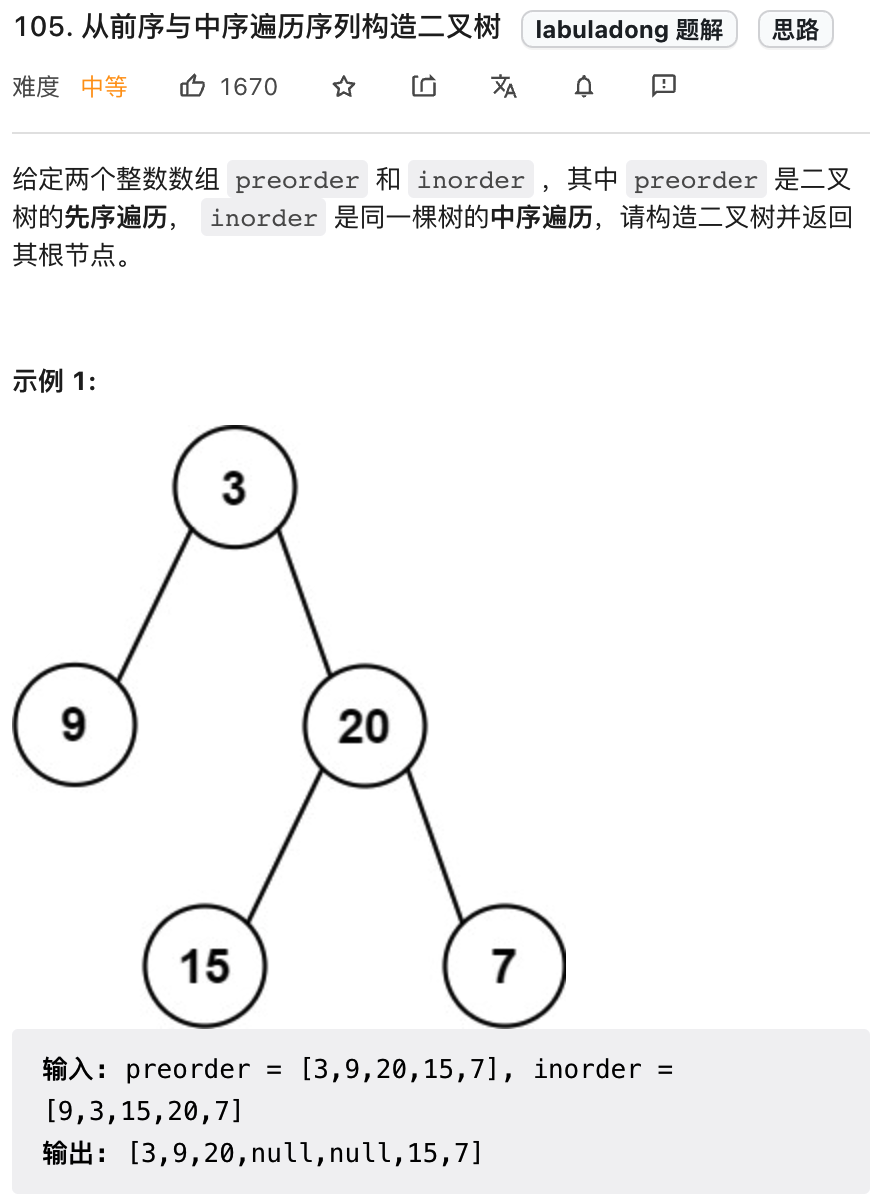 105. 从前序与中序遍历序列构造二叉树 labuladong 题解 思路
难度 中等 1670
给定两个整数数组 preorder 和 inorder ，其中 preorder 是二叉
树的先序遍历， inorder 是同一棵树的中序遍历，请构造二叉树并返回
其根节点。
示例 1:
3
9 20
15 7
输入: preorder = [3,9,20,15,7], inorder =
[9,3,15,20,7]
输出: [3,9,20,null,null,15,7]